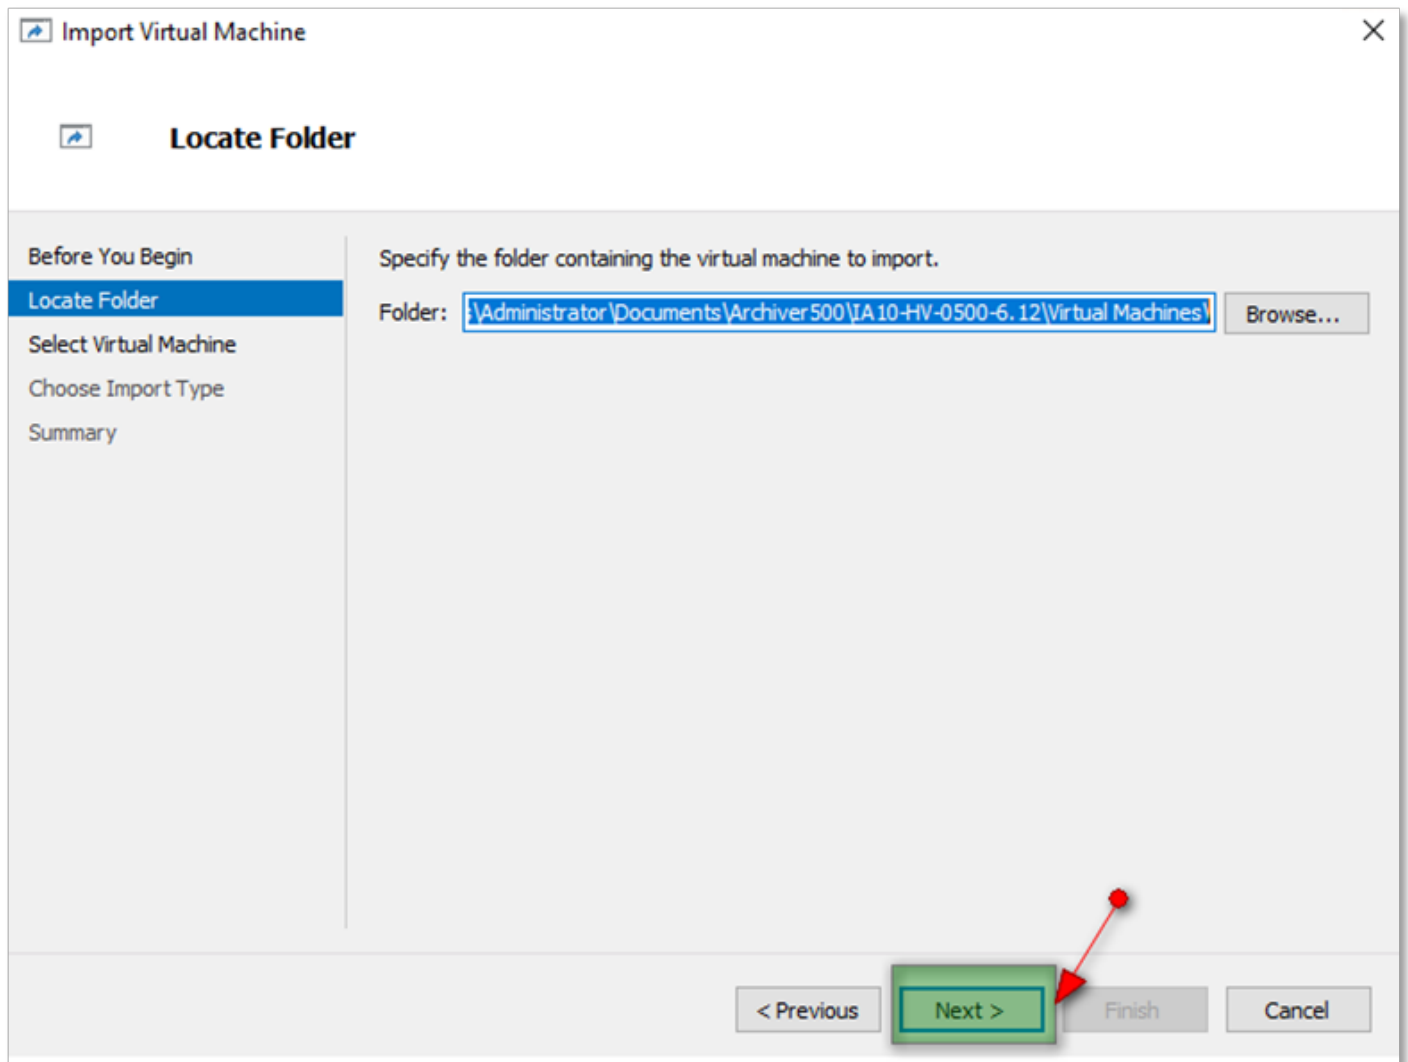 Import Virtual Machine
Locate Folder
Before You Begin
Locate Folder
Select Virtual Machine
Choose Import Type
Summary
Specify the folder containing the virtual machine to import.
Folder: :\Administrator\Documents\Archiver500\IA10-HV-0500-6.12\Virtual Machines\ Browse...
< Previous Next > Finish Cancel